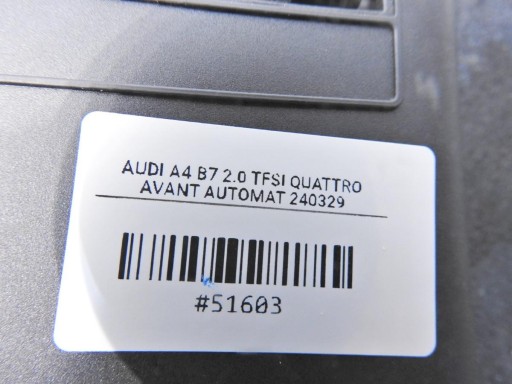 AUDI A4 B7 2.0 TFSI QUATTRO
AVANT AUTOMAT 240329
#51603